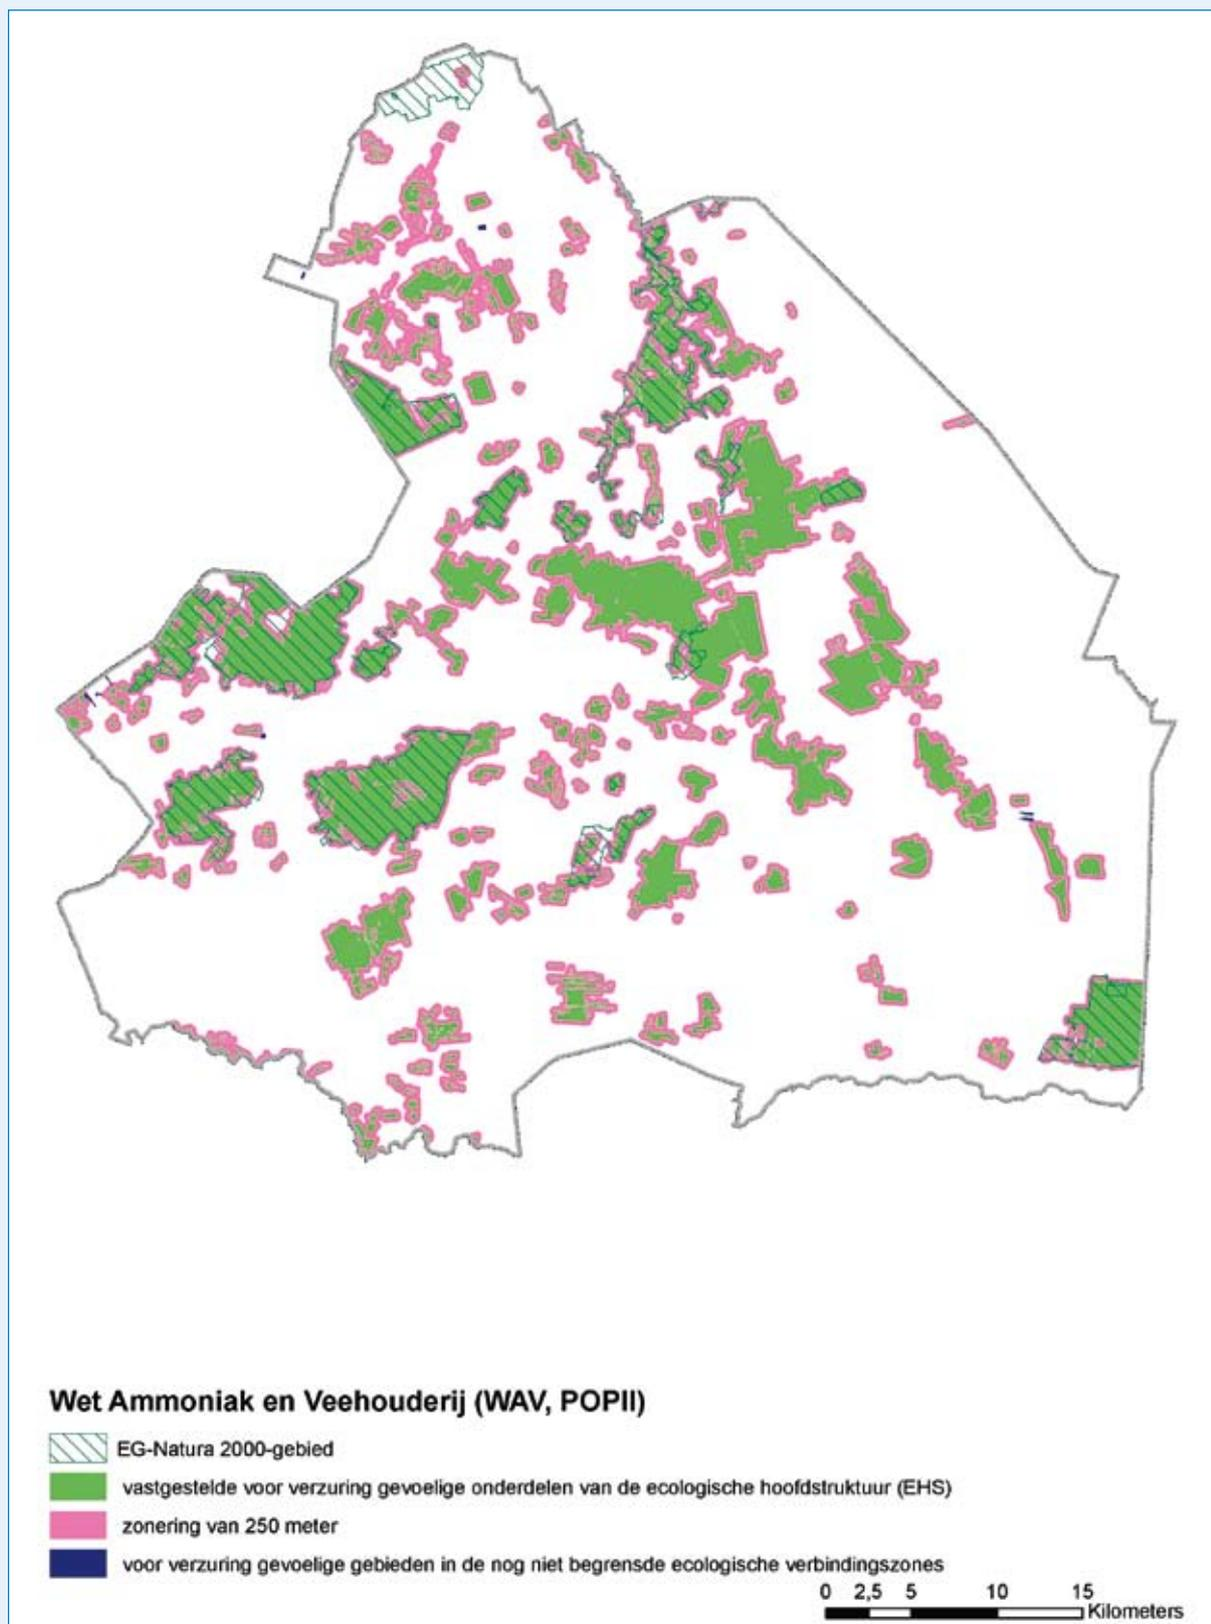 Wet Ammoniak en Veehouderij (WAV, POPII)
EG-Natura 2000-gebied
vastgestelde voor verzuring gevoelige onderdelen van de ecologische hoofdstruktuur (EHS)
zonering van 250 meter
voor verzuring gevoelige gebieden in de nog niet begrensde ecologische verbindingszones
0 2,5 5 10 15
Kilometers